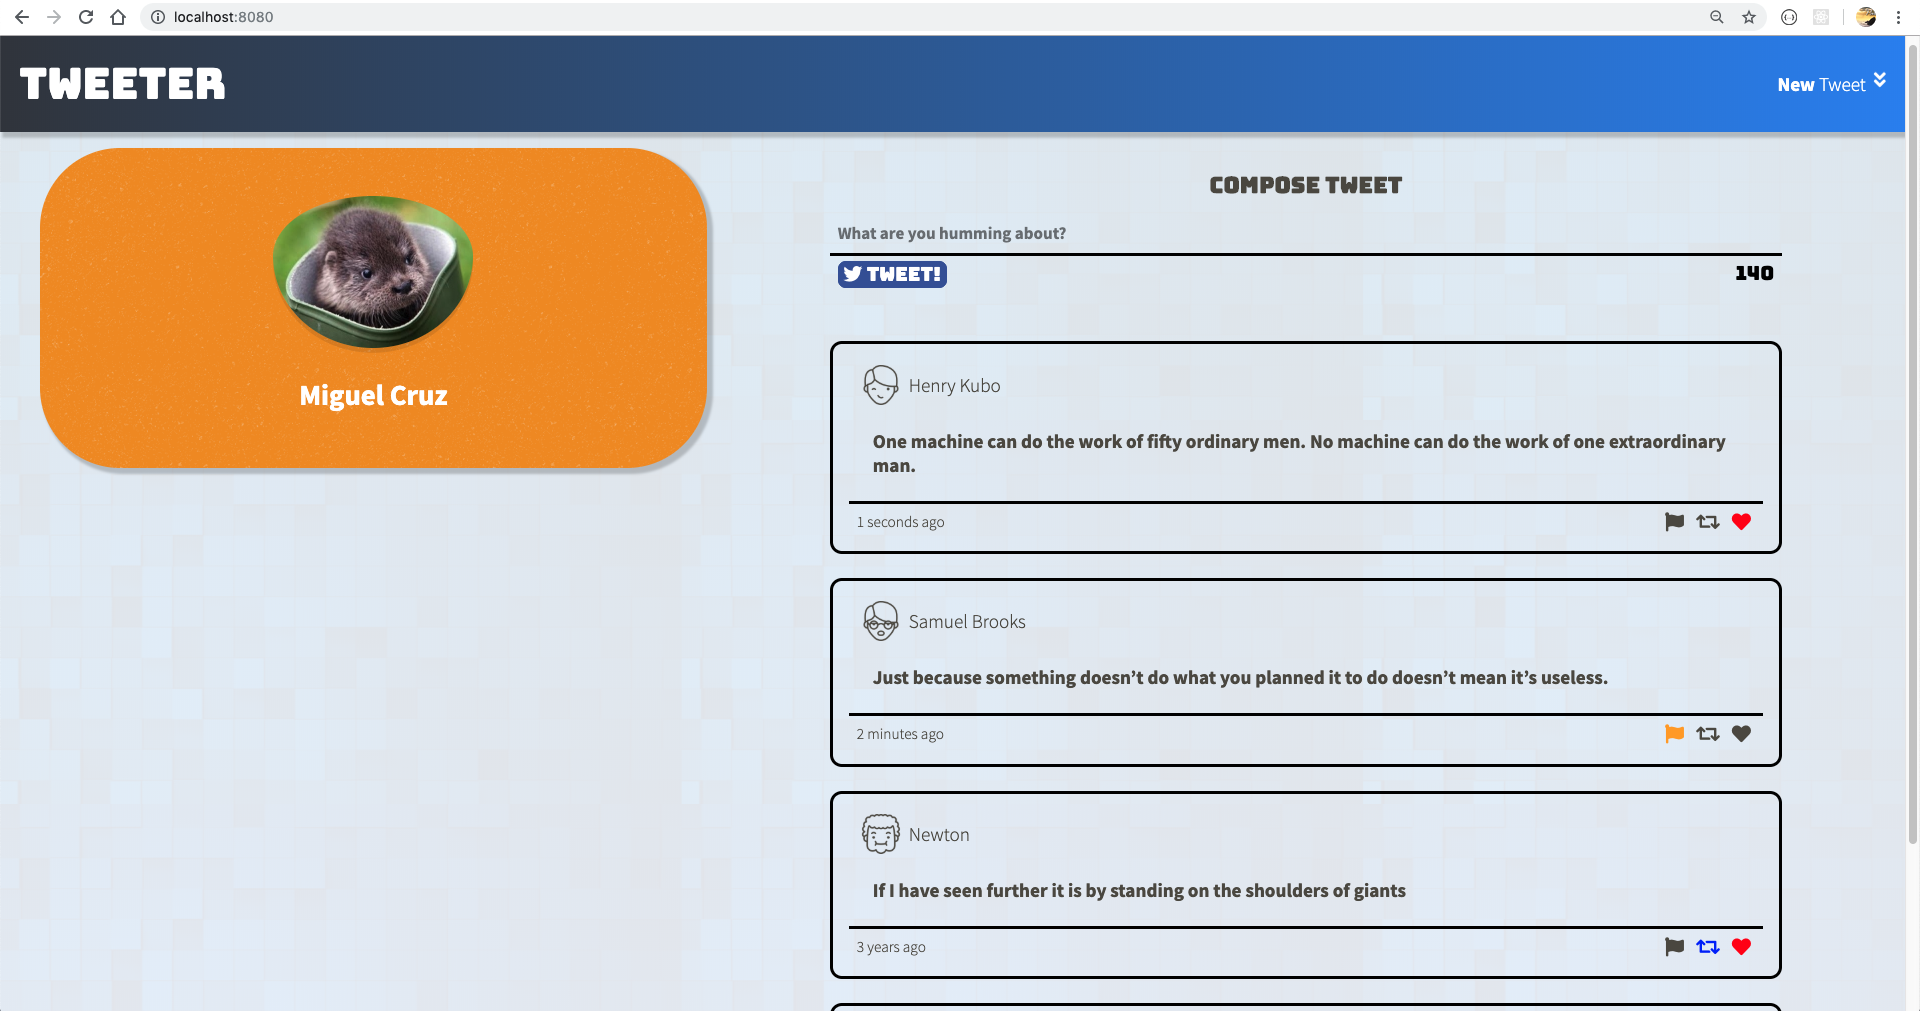 localhost:8080
TWEETER
New Tweet
Miguel Cruz
COMPOSE TWEET
What are you humming about?
TWEET!
140
Henry Kubo
One machine can do the work of fifty ordinary men. No machine can do the work of one extraordinary
man.
1 seconds ago
Samuel Brooks
Just because something doesn’t do what you planned it to do doesn’t mean it’s useless.
2 minutes ago
Newton
If I have seen further it is by standing on the shoulders of giants
3 years ago